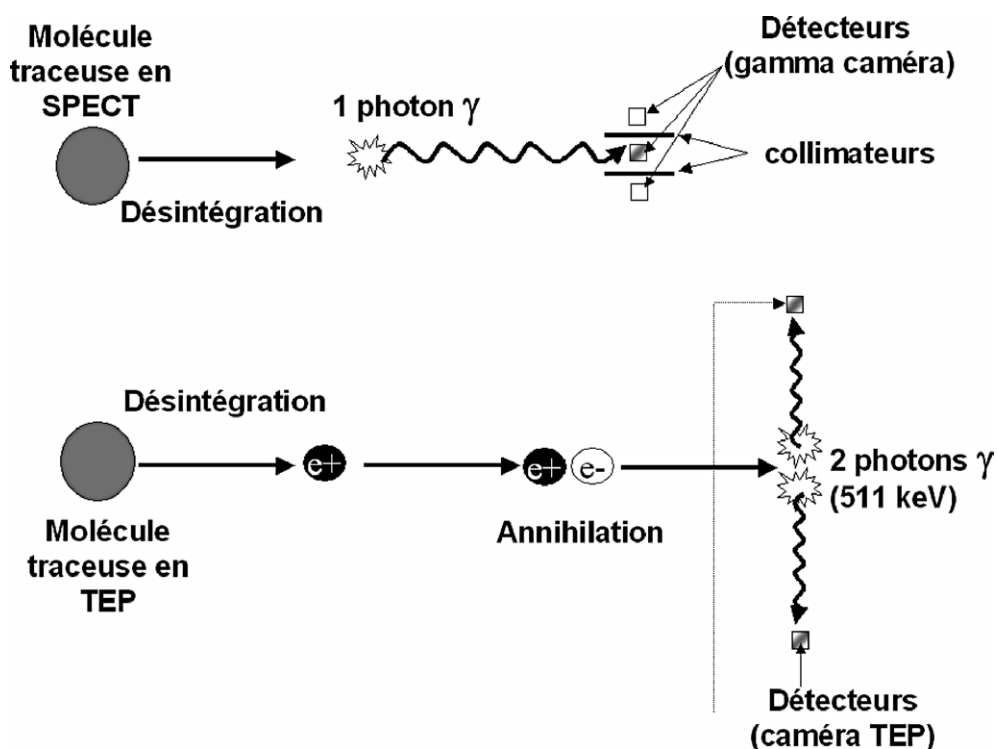 Molécule
traceuse en
SPECT
1 photon γ
Détecteurs
(gamma caméra)
collimateurs
Désintégration
Désintégration
e+
e+ e-
2 photons γ
(511 keV)
Annihilation
Molécule
traceuse en
TEP
Détecteurs
(caméra TEP)